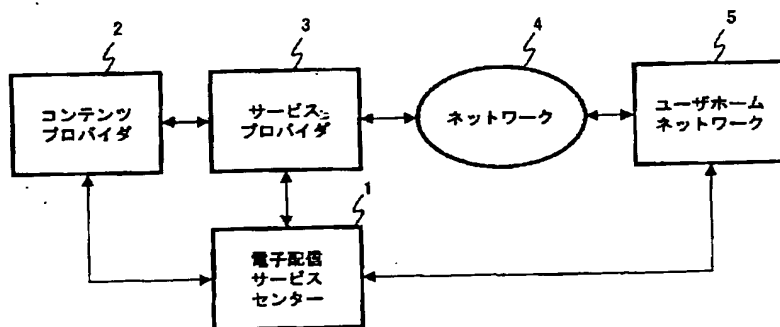 2
3
4
5
コンテンツ
プロバイダ
サービス
プロバイダ
ネットワーク
ユーザホーム
ネットワーク
1
電子配信
サービス
センター